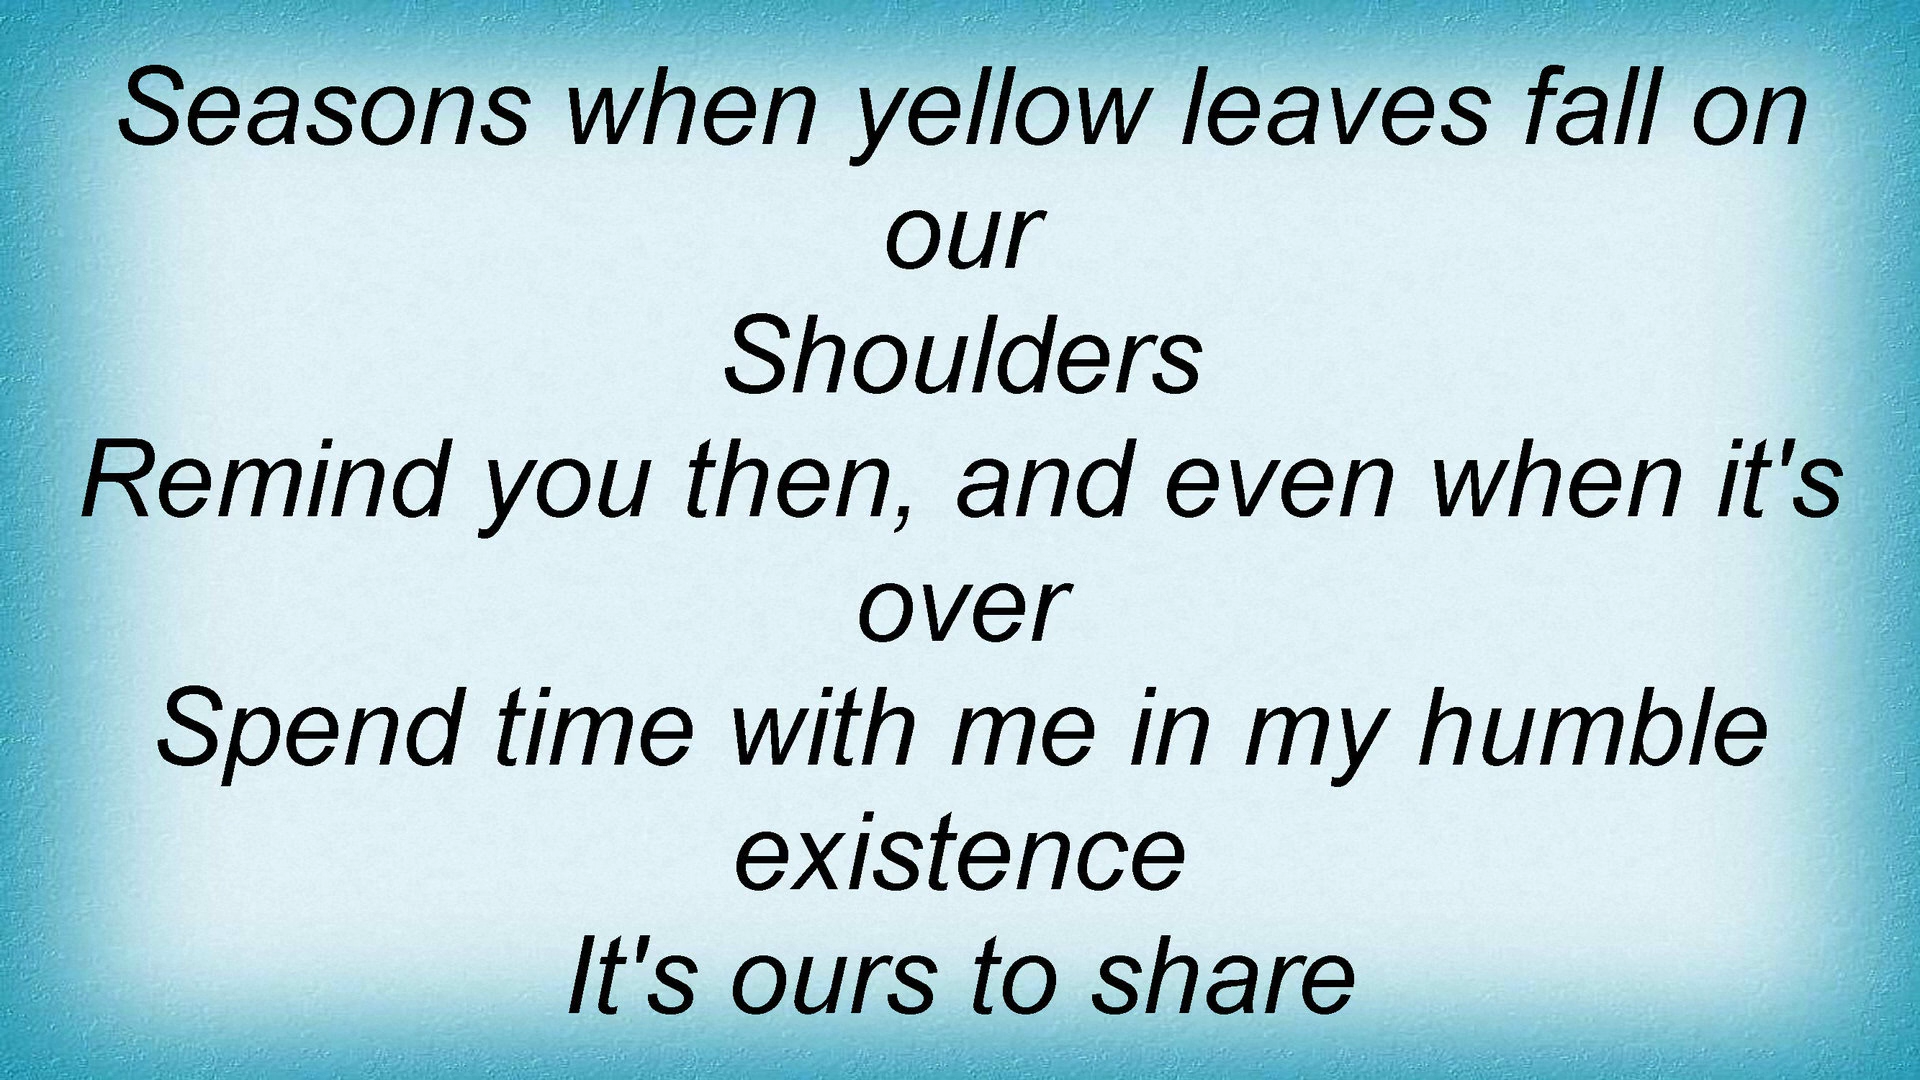 Seasons when yellow leaves fall on
our
Shoulders
Remind you then, and even when it's
over
Spend time with me in my humble
existence
It's ours to share